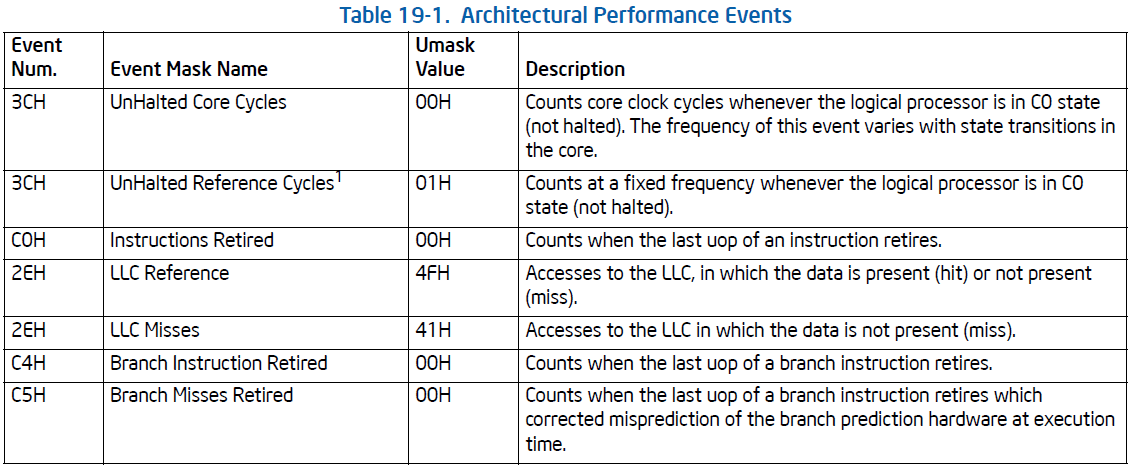 Table 19-1. Architectural Performance Events
Event
Num.
Event Mask Name
Umask
Value
Description
3CH
UnHalted Core Cycles
00H
Counts core clock cycles whenever the logical processor is in C0 state
(not halted). The frequency of this event varies with state transitions in
the core.
3CH
UnHalted Reference Cycles1
01H
Counts at a fixed frequency whenever the logical processor is in C0
state (not halted).
C0H
Instructions Retired
00H
Counts when the last uop of an instruction retires.
2EH
LLC Reference
4FH
Accesses to the LLC, in which the data is present (hit) or not present
(miss).
2EH
LLC Misses
41H
Accesses to the LLC in which the data is not present (miss).
C4H
Branch Instruction Retired
00H
Counts when the last uop of a branch instruction retires.
C5H
Branch Misses Retired
00H
Counts when the last uop of a branch instruction retires which
corrected misprediction of the branch prediction hardware at execution
time.